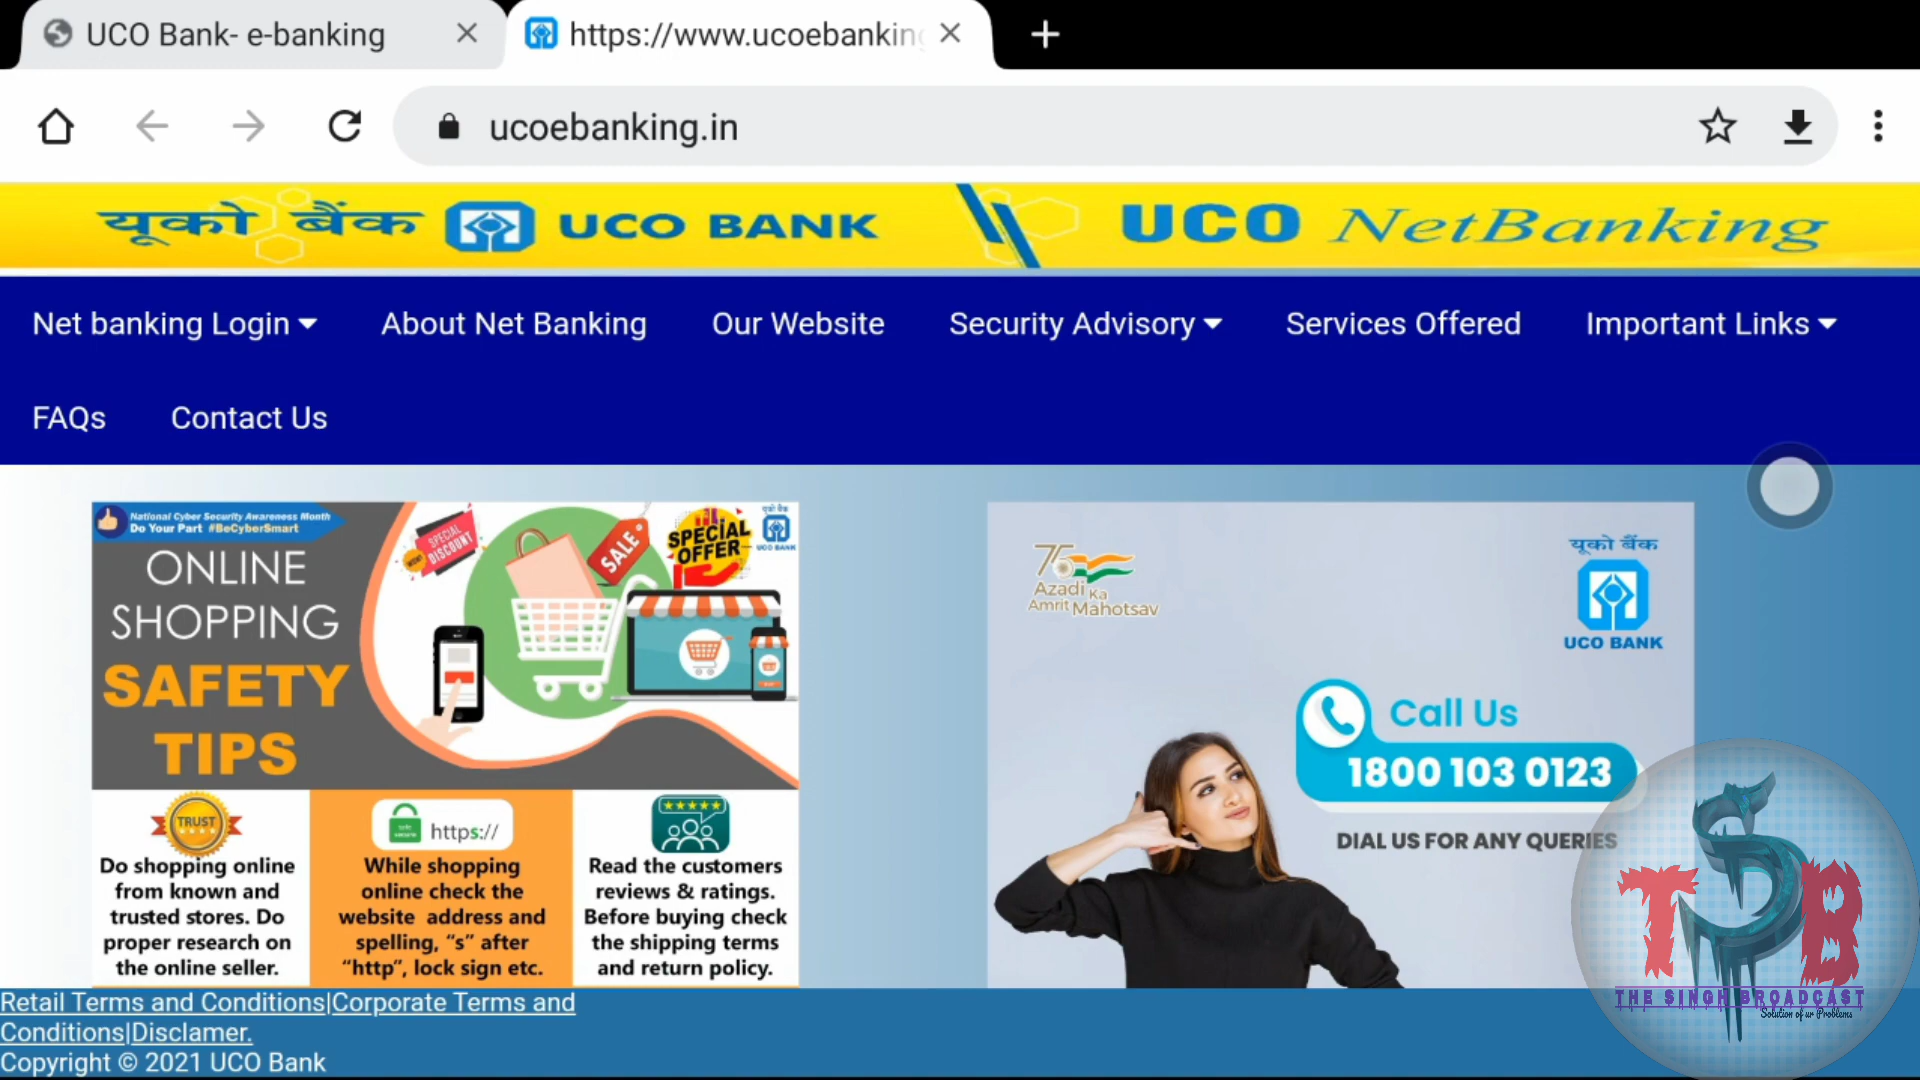 UCO Bank- e-banking
https://www.ucoebankin
ucoebanking.in
यूको बैंक UCO BANK UCO NetBanking
Net banking Login About Net Banking Our Website Security Advisory Services Offered Important Links
FAQs Contact Us
National Cyber Security Awareness Month
Do Your Part #BeCyberSmart
ONLINE
SHOPPING
SAFETY
TIPS
SPECIAL
DISCOUNT
SALE
SPECIAL
OFFER
यूको बैंक
UCO BANK
TRUST
Do shopping online
from known and
trusted stores. Do
proper research on
the online seller.
https://
While shopping
online check the
website address and
spelling, “s” after
“http”, lock sign etc.
Read the customers
reviews & ratings.
Before buying check
the shipping terms
and return policy.
75
Azadi Ka
Amrit Mahotsav
यूको बैंक
UCO BANK
Call Us
1800 103 0123
DIAL US FOR ANY QUERIES
TSB
THE SINGH BROADCAST
Solution of ur Problems
Retail Terms and Conditions|Corporate Terms and
Conditions|Disclamer.
Copyright © 2021 UCO Bank